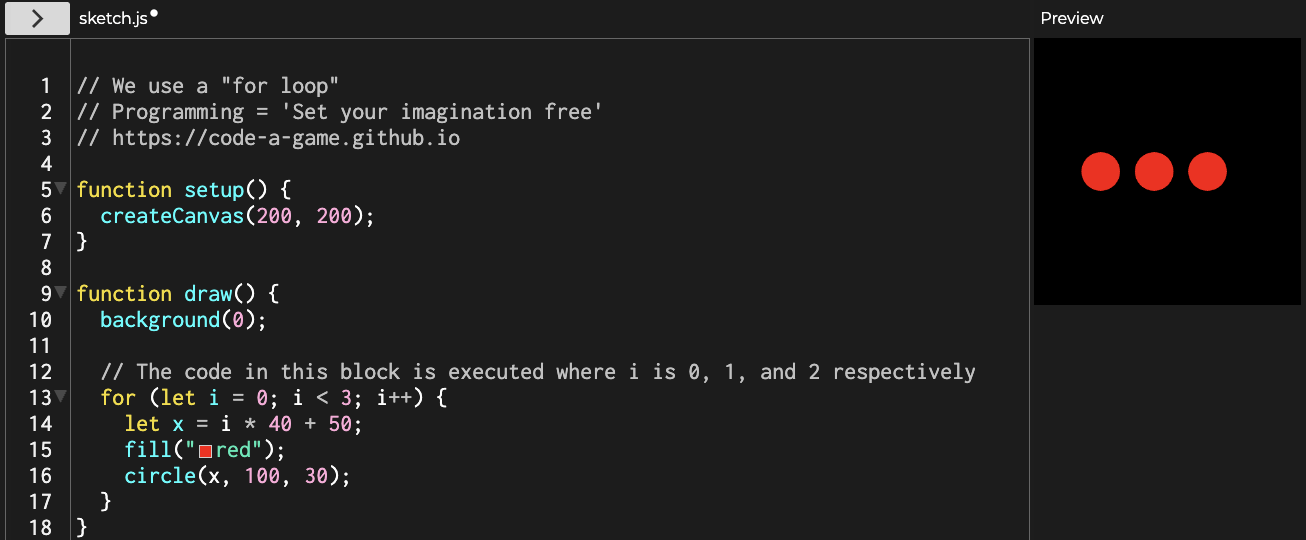 sketch.js
Preview
1 // We use a "for loop"
2 // Programming = 'Set your imagination free'
3 // https://code-a-game.github.io
4
5 function setup() {
6 createCanvas(200, 200);
7 }
8
9 function draw() {
10 background(0);
11
12 // The code in this block is executed where i is 0, 1, and 2 respectively
13 for (let i = 0; i < 3; i++) {
14 let x = i * 40 + 50;
15 fill("red");
16 circle(x, 100, 30);
17 }
18 }